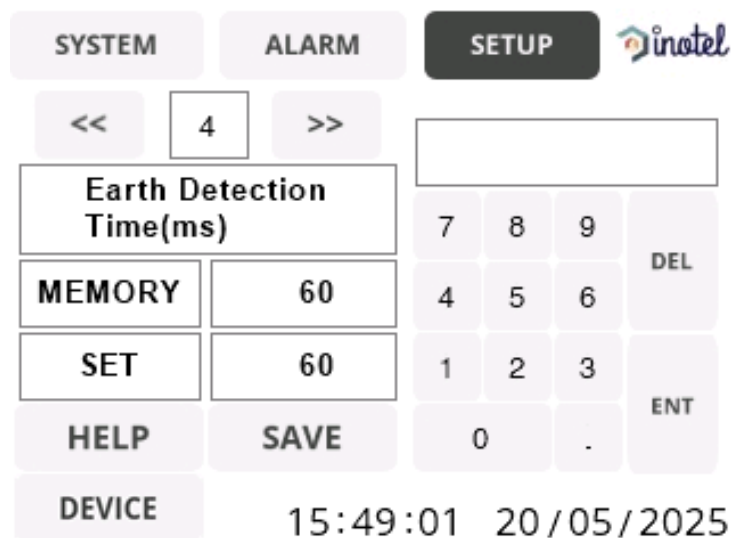 SYSTEM ALARM SETUP inotel
<< 4 >>
Earth Detection
Time(ms)
MEMORY 60
SET 60
HELP SAVE
DEVICE
7 8 9
DEL
4 5 6
1 2 3
ENT
0 .
15:49:01 20/05/2025